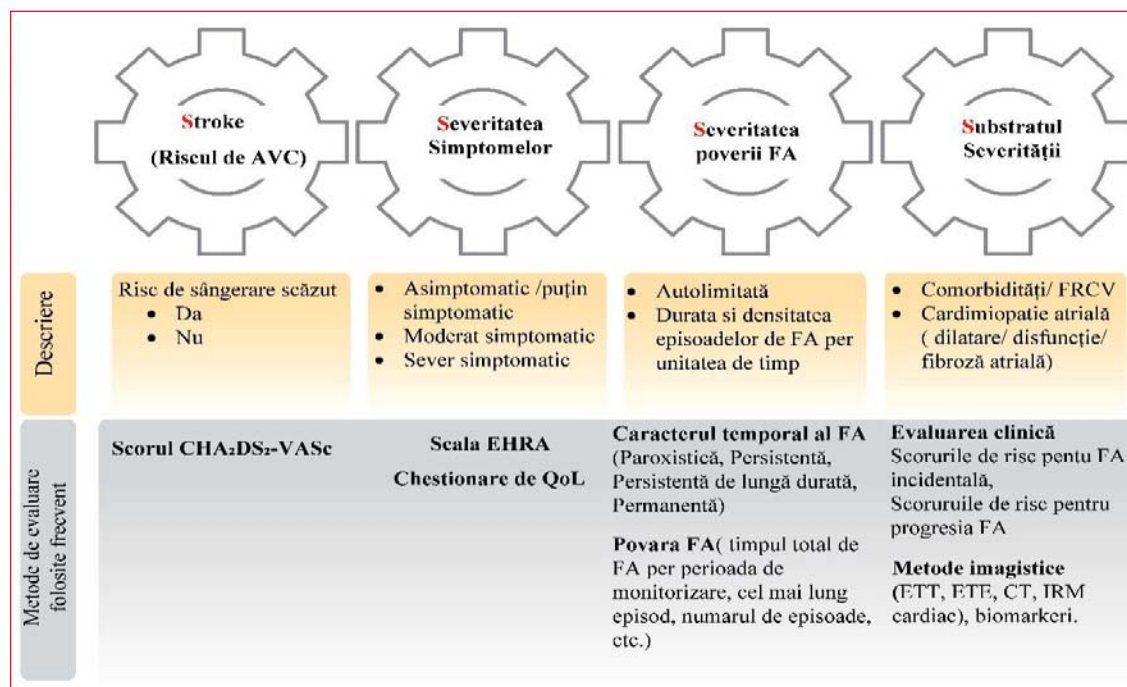 Stroke
(Riscul de AVC)
Severitatea
Simptomelor
Severitatea
poverii FA
Substratul
Severității
Descriere
Risc de sângerare scăzut
• Da
• Nu
• Asimptomatic /puțin
simptomatic
• Moderat simptomatic
• Sever simptomatic
• Autolimitată
• Durata si densitatea
episoadelor de FA per
unitatea de timp
• Comorbidități/ FRCV
• Cardimiopatie atrială
( dilatare/ disfuncție/
fibroză atrială)
Metode de evaluare
folosite frecvent
Scorul CHA₂DS₂-VASc
Scala EHRA
Chestionare de QoL
Caracterul temporal al FA
(Paroxistică, Persistentă,
Persistentă de lungă durată,
Permanentă)
Povara FA( timpul total de
FA per perioada de
monitorizare, cel mai lung
episod, numarul de episoade,
etc.)
Evaluarea clinică
Scorurile de risc pentu FA
incidentală,
Scoruruile de risc pentru
progresia FA
Metode imagistice
(ETT, ETE, CT, IRM
cardiac), biomarkeri.